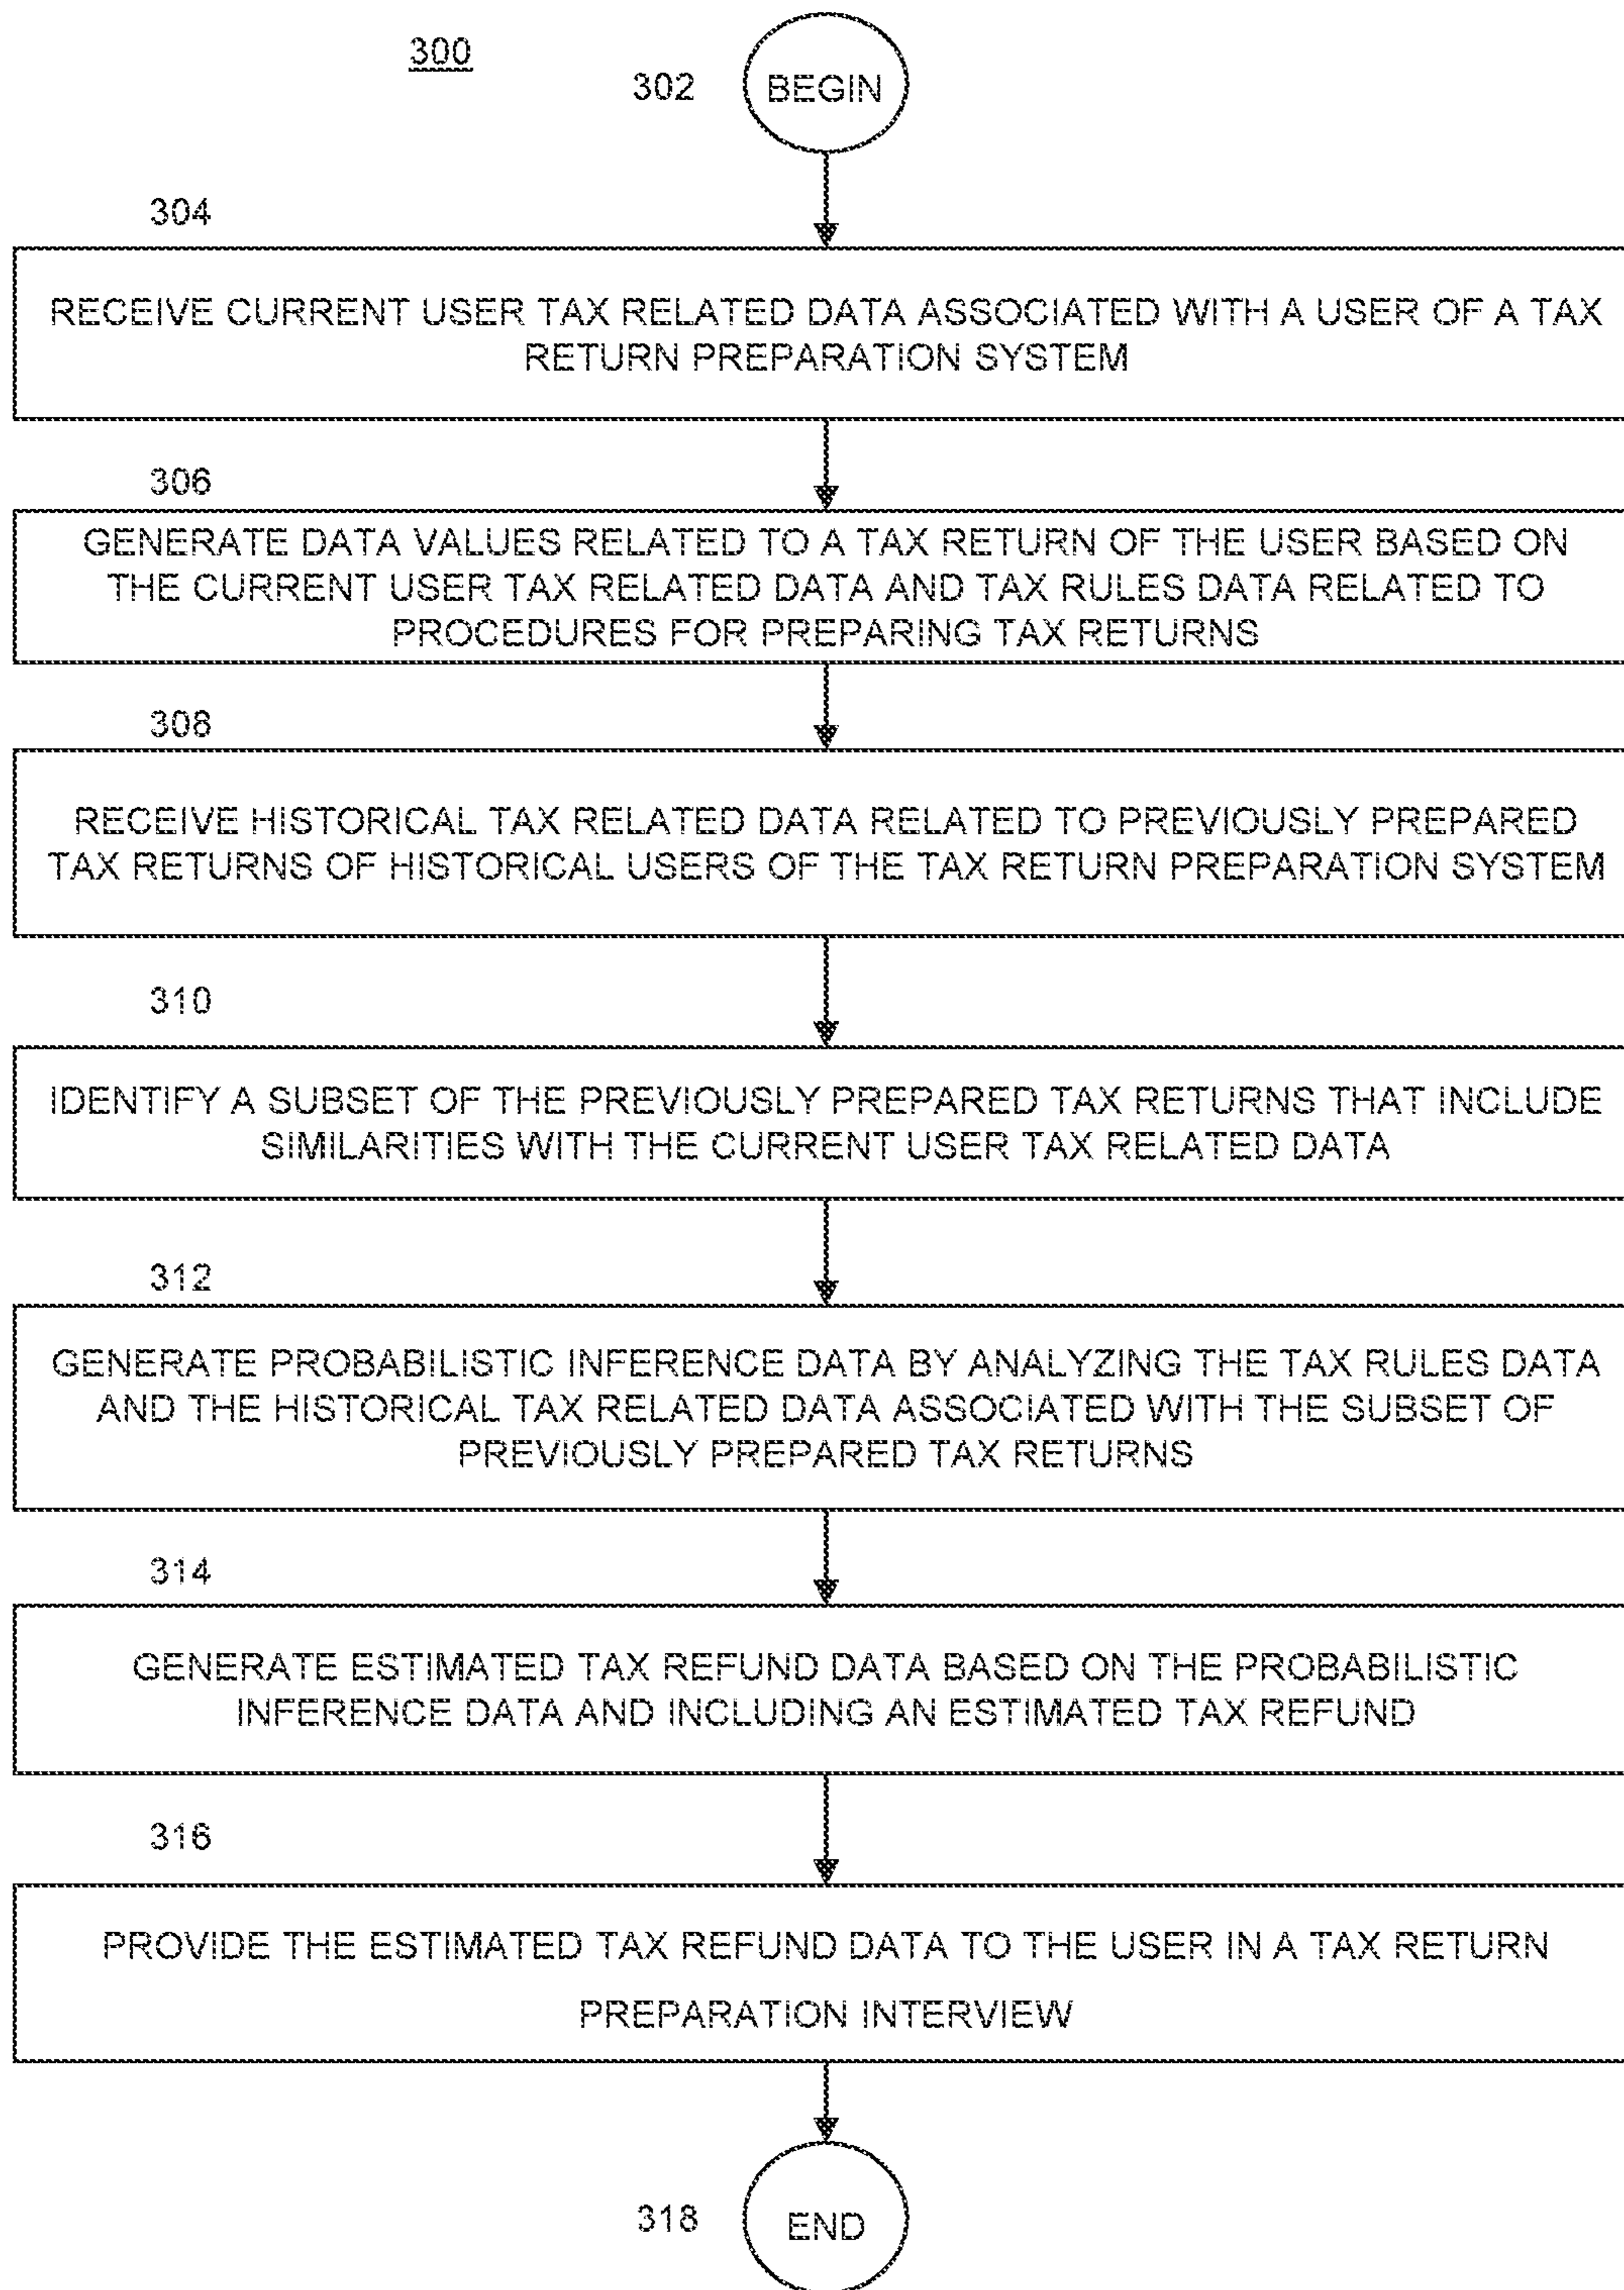 300
302
BEGIN
304
RECEIVE CURRENT USER TAX RELATED DATA ASSOCIATED WITH A USER OF A TAX
RETURN PREPARATION SYSTEM
306
GENERATE DATA VALUES RELATED TO A TAX RETURN OF THE USER BASED ON
THE CURRENT USER TAX RELATED DATA AND TAX RULES DATA RELATED TO
PROCEDURES FOR PREPARING TAX RETURNS
308
RECEIVE HISTORICAL TAX RELATED DATA RELATED TO PREVIOUSLY PREPARED
TAX RETURNS OF HISTORICAL USERS OF THE TAX RETURN PREPARATION SYSTEM
310
IDENTIFY A SUBSET OF THE PREVIOUSLY PREPARED TAX RETURNS THAT INCLUDE
SIMILARITIES WITH THE CURRENT USER TAX RELATED DATA
312
GENERATE PROBABILISTIC INFERENCE DATA BY ANALYZING THE TAX RULES DATA
AND THE HISTORICAL TAX RELATED DATA ASSOCIATED WITH THE SUBSET OF
PREVIOUSLY PREPARED TAX RETURNS
314
GENERATE ESTIMATED TAX REFUND DATA BASED ON THE PROBABILISTIC
INFERENCE DATA AND INCLUDING AN ESTIMATED TAX REFUND
316
PROVIDE THE ESTIMATED TAX REFUND DATA TO THE USER IN A TAX RETURN
PREPARATION INTERVIEW
318
END